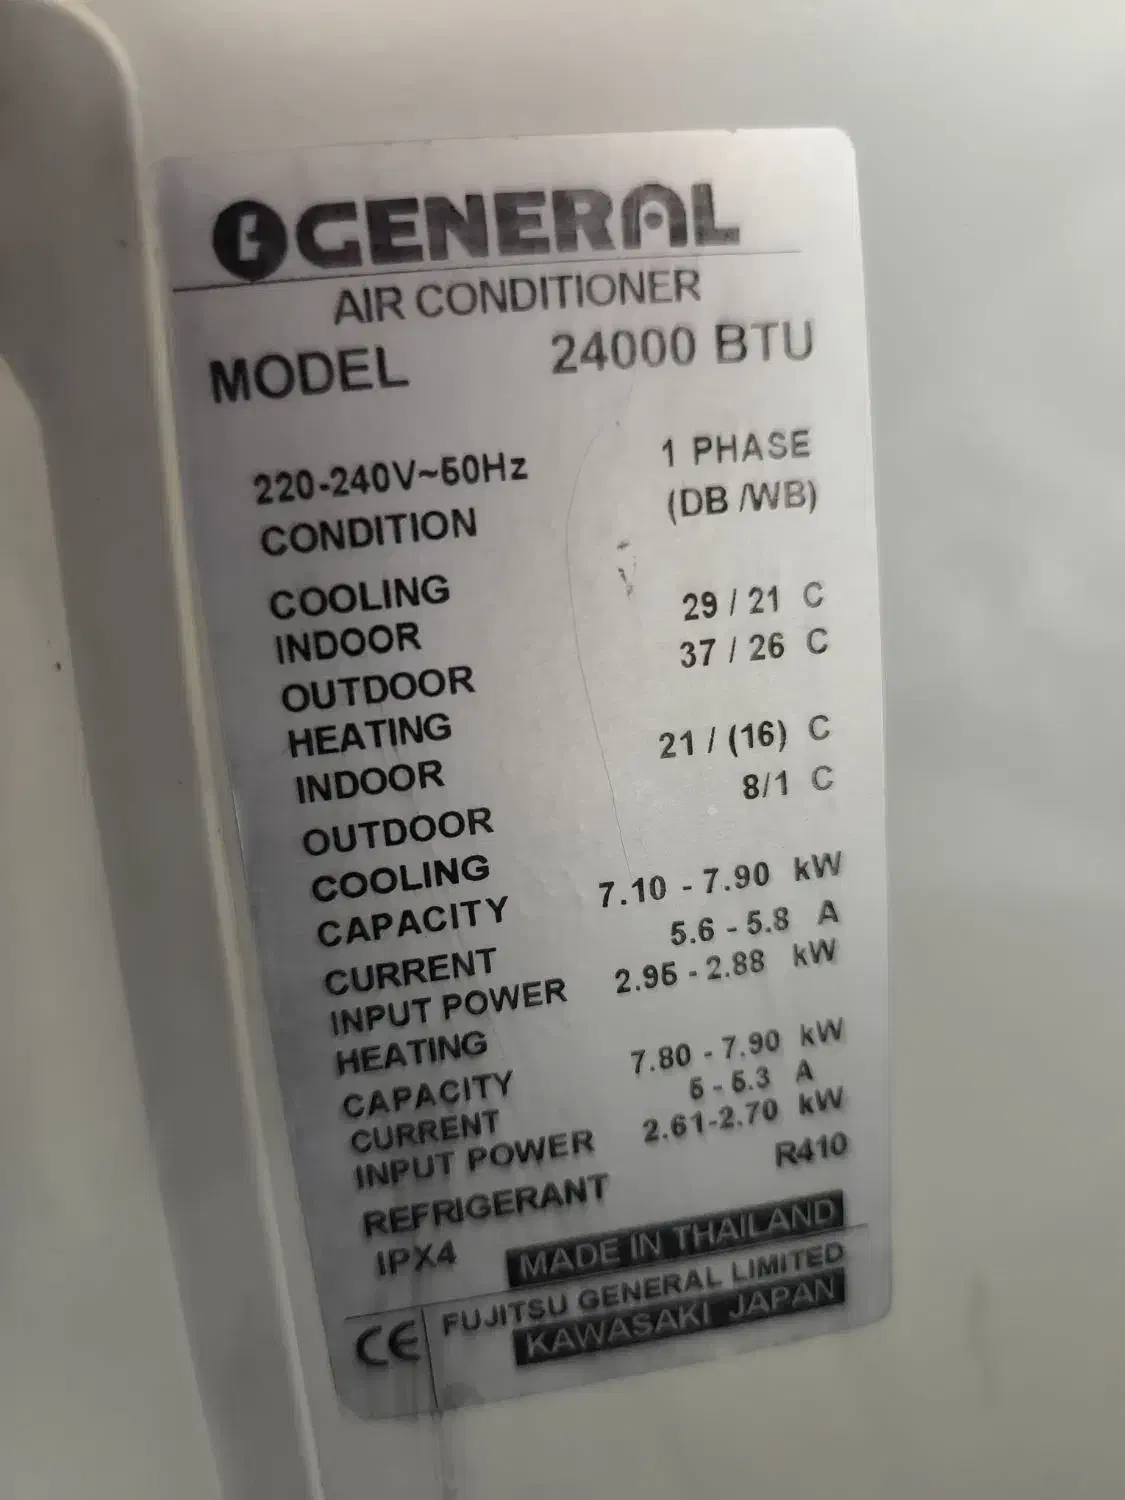 GENERAL
AIR CONDITIONER
MODEL 24000 BTU
220-240V~50Hz 1 PHASE
CONDITION (DB /WB)
COOLING
INDOOR 29 / 21 C
OUTDOOR 37 / 26 C
HEATING
INDOOR 21 / (16) C
OUTDOOR 8/1 C
COOLING
CAPACITY 7.10 - 7.90 kW
CURRENT 5.6 - 5.8 A
INPUT POWER 2.95 - 2.88 kW
HEATING
CAPACITY 7.80 - 7.90 kW
CURRENT 5 - 5.3 A
INPUT POWER 2.61-2.70 kW
REFRIGERANT R410
IPX4 MADE IN THAILAND
CE FUJITSU GENERAL LIMITED
KAWASAKI JAPAN